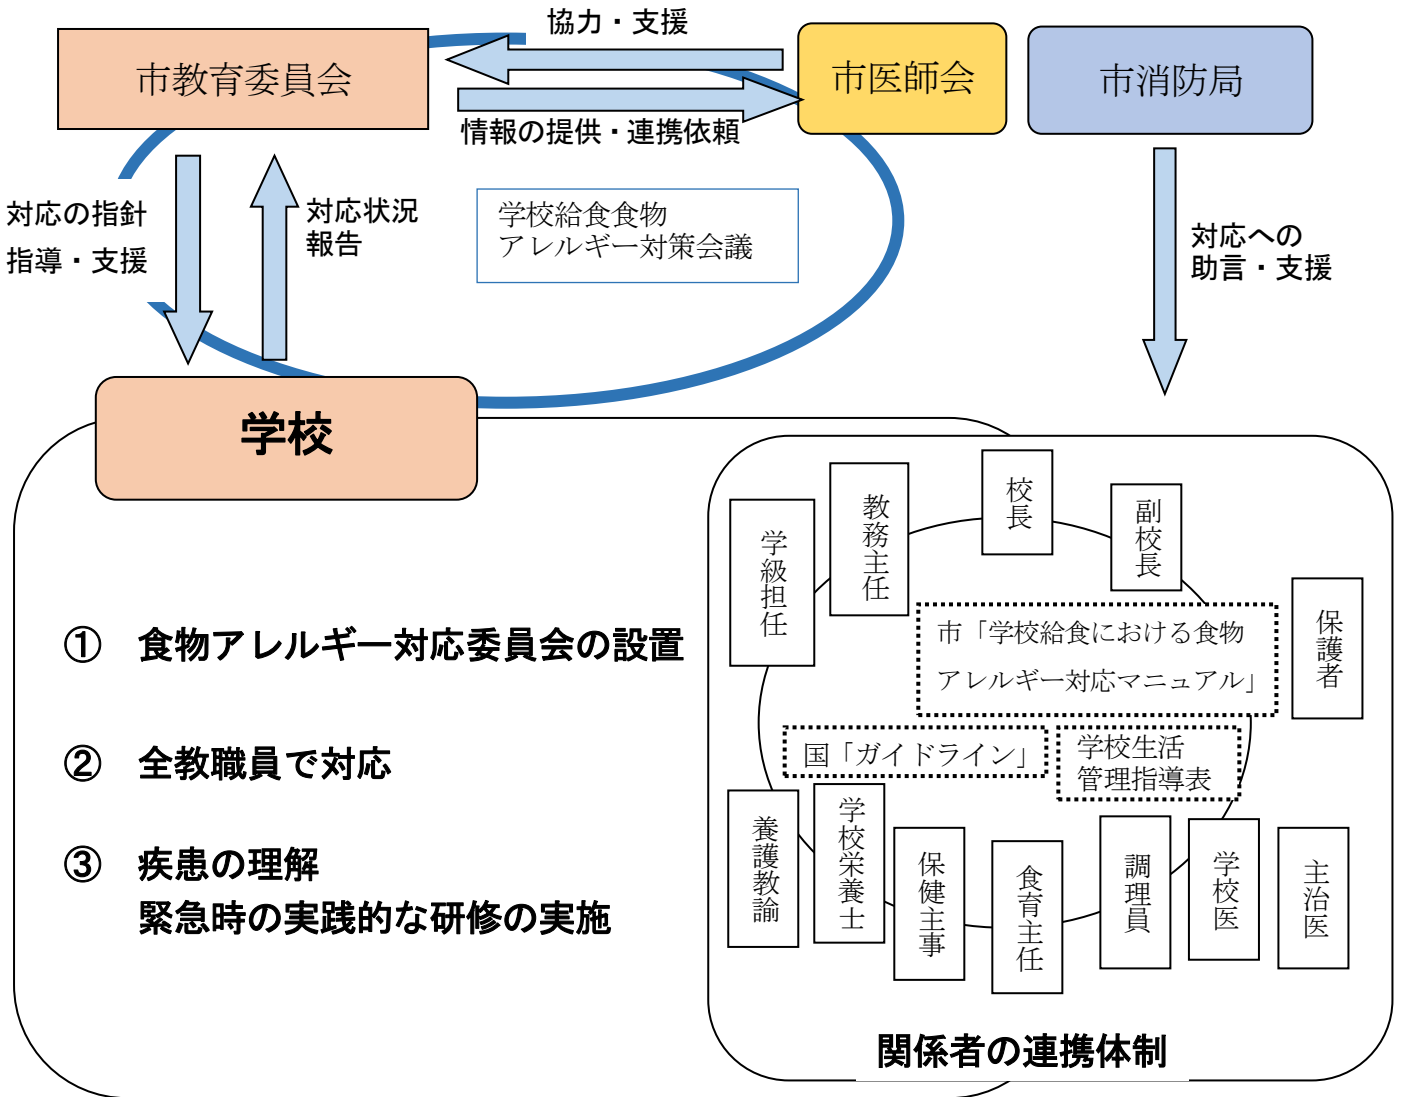 協力・支援
市教育委員会
市医師会
市消防局
情報の提供・連携依頼
対応の指針
指導・支援
対応状況
報告
学校給食食物
アレルギー対策会議
対応への
助言・支援
学校
① 食物アレルギー対応委員会の設置
② 全教職員で対応
③ 疾患の理解
緊急時の実践的な研修の実施
学級担任
教務主任
校長
副校長
保護者
市「学校給食における食物
アレルギー対応マニュアル」
国「ガイドライン」
学校生活
管理指導表
養護教諭
学校栄養士
保健主事
食育主任
調理員
学校医
主治医
関係者の連携体制